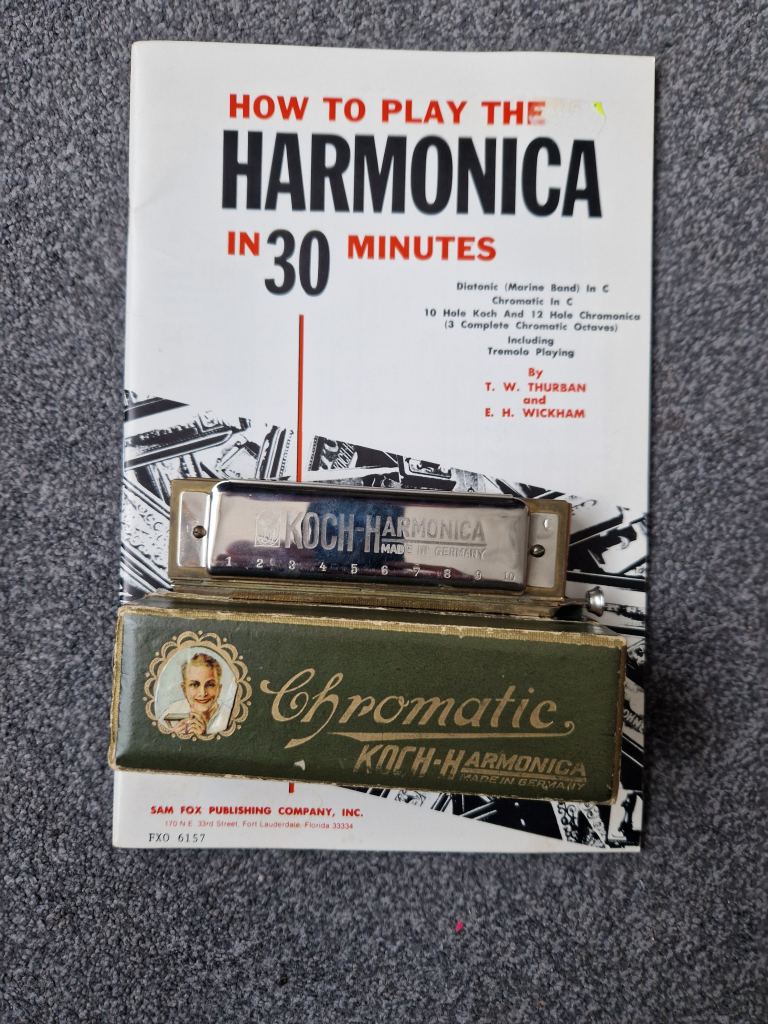 HOW TO PLAY THE
HARMONICA
IN 30 MINUTES
Diatonic (Marine Band) In C
Chromatic In C
10 Hole Koch And 12 Hole Chromonica
(3 Complete Chromatic Octaves)
Including
Tremolo Playing
By
T. W. THURBAN
and
E. H. WICKHAM
KOCH-HARMONICA
MADE IN GERMANY
1 2 3 4 5 6 7 8 9 10
Chromatic
KOCH-HARMONICA
MADE IN GERMANY
SAM FOX PUBLISHING COMPANY, INC.
170 N.E. 33rd Street, Fort Lauderdale, Florida 33334
FXO 6157